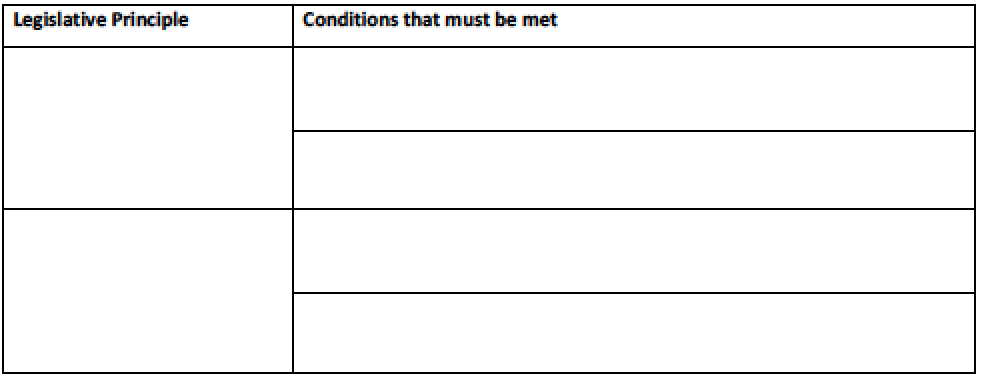 Legislative Principle
Conditions that must be met